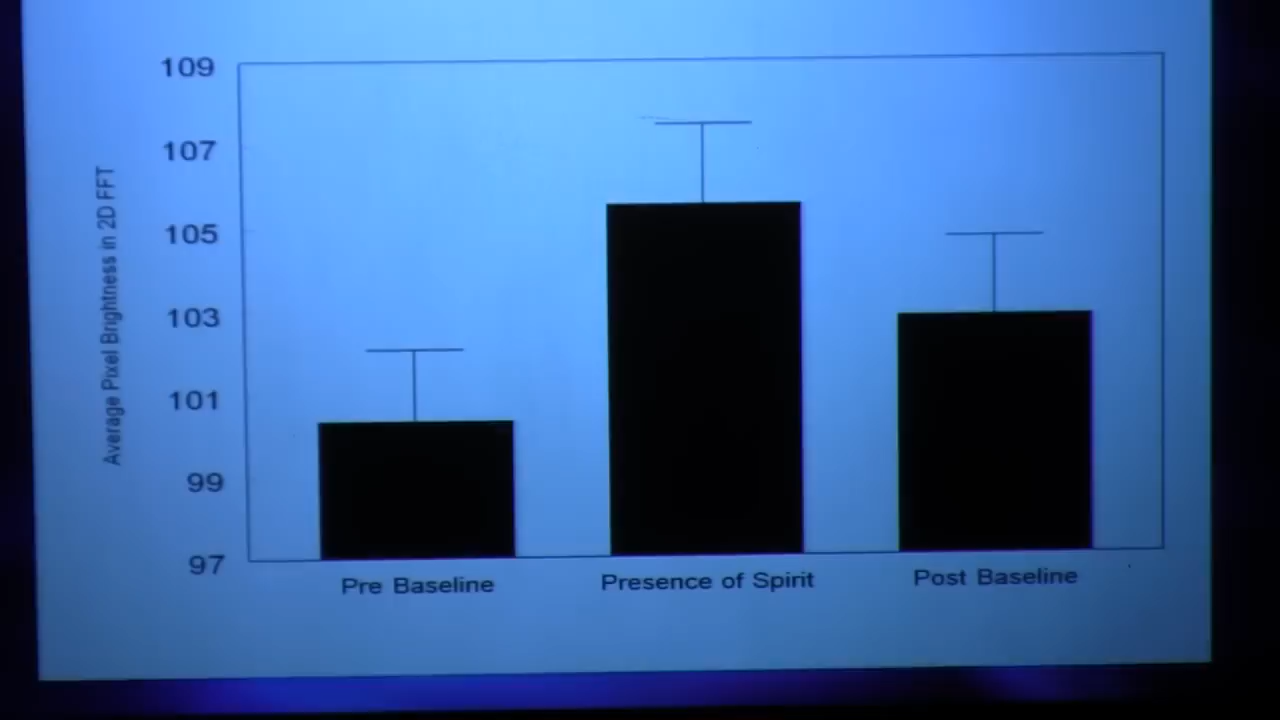 109
107
105
103
101
99
97
Average Pixel Brightness in 2D FFT
Pre Baseline
Presence of Spirit
Post Baseline